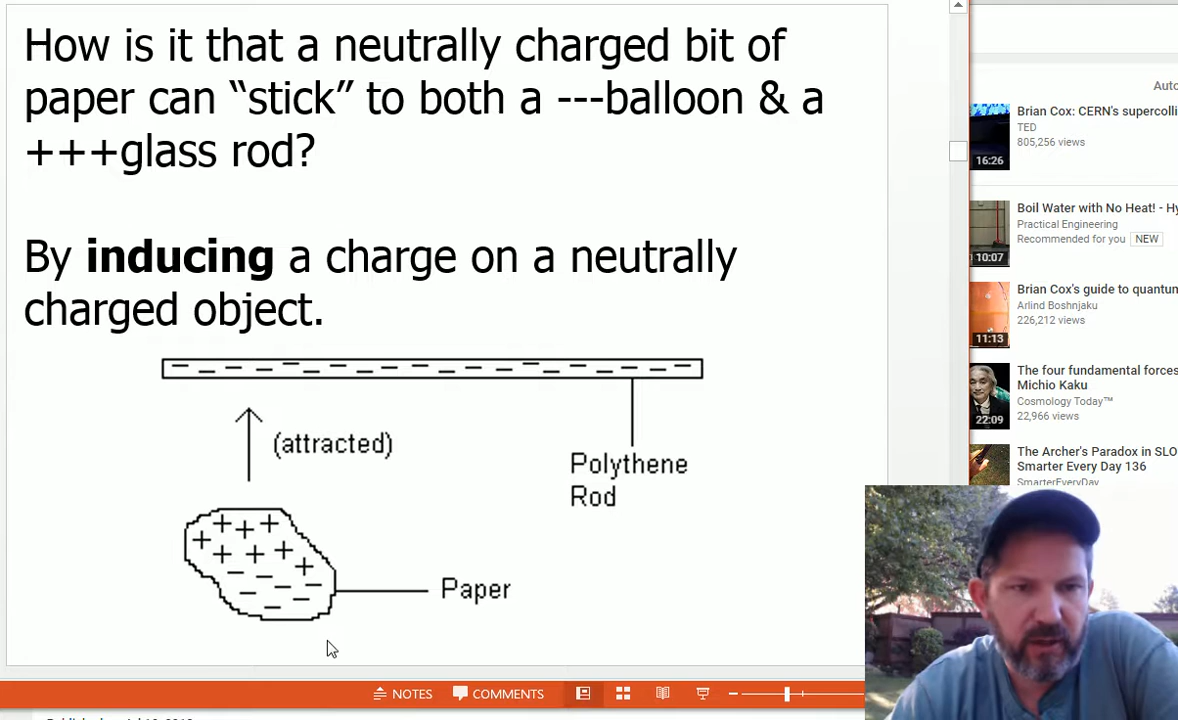 How is it that a neutrally charged bit of
paper can “stick” to both a ---balloon & a
+++glass rod?
By inducing a charge on a neutrally
charged object.
(attracted)
Polythene
Rod
Paper
NOTES
COMMENTS
Auto
Brian Cox: CERN's supercolli
TED
805,256 views
16:26
Boil Water with No Heat! - Hy
Practical Engineering
Recommended for you NEW
10:07
Brian Cox's guide to quantun
Arlind Boshnjaku
226,212 views
11:13
The four fundamental forces
Michio Kaku
Cosmology Today™
22,966 views
22:09
The Archer's Paradox in SLO
Smarter Every Day 136
SmarterEveryDay